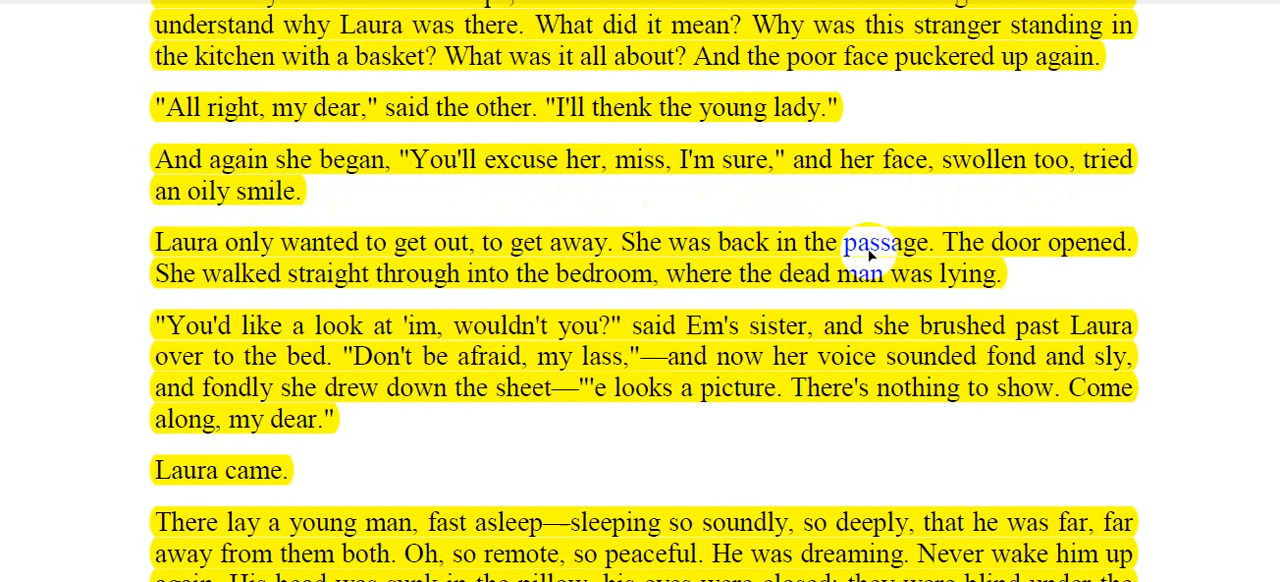 understand why Laura was there. What did it mean? Why was this stranger standing in
the kitchen with a basket? What was it all about? And the poor face puckered up again.
"All right, my dear," said the other. "I'll thenk the young lady."
And again she began, "You'll excuse her, miss, I'm sure," and her face, swollen too, tried
an oily smile.
Laura only wanted to get out, to get away. She was back in the passage. The door opened.
She walked straight through into the bedroom, where the dead man was lying.
"You'd like a look at 'im, wouldn't you?" said Em's sister, and she brushed past Laura
over to the bed. "Don't be afraid, my lass,"—and now her voice sounded fond and sly,
and fondly she drew down the sheet—"'e looks a picture. There's nothing to show. Come
along, my dear."
Laura came.
There lay a young man, fast asleep—sleeping so soundly, so deeply, that he was far, far
away from them both. Oh, so remote, so peaceful. He was dreaming. Never wake him up